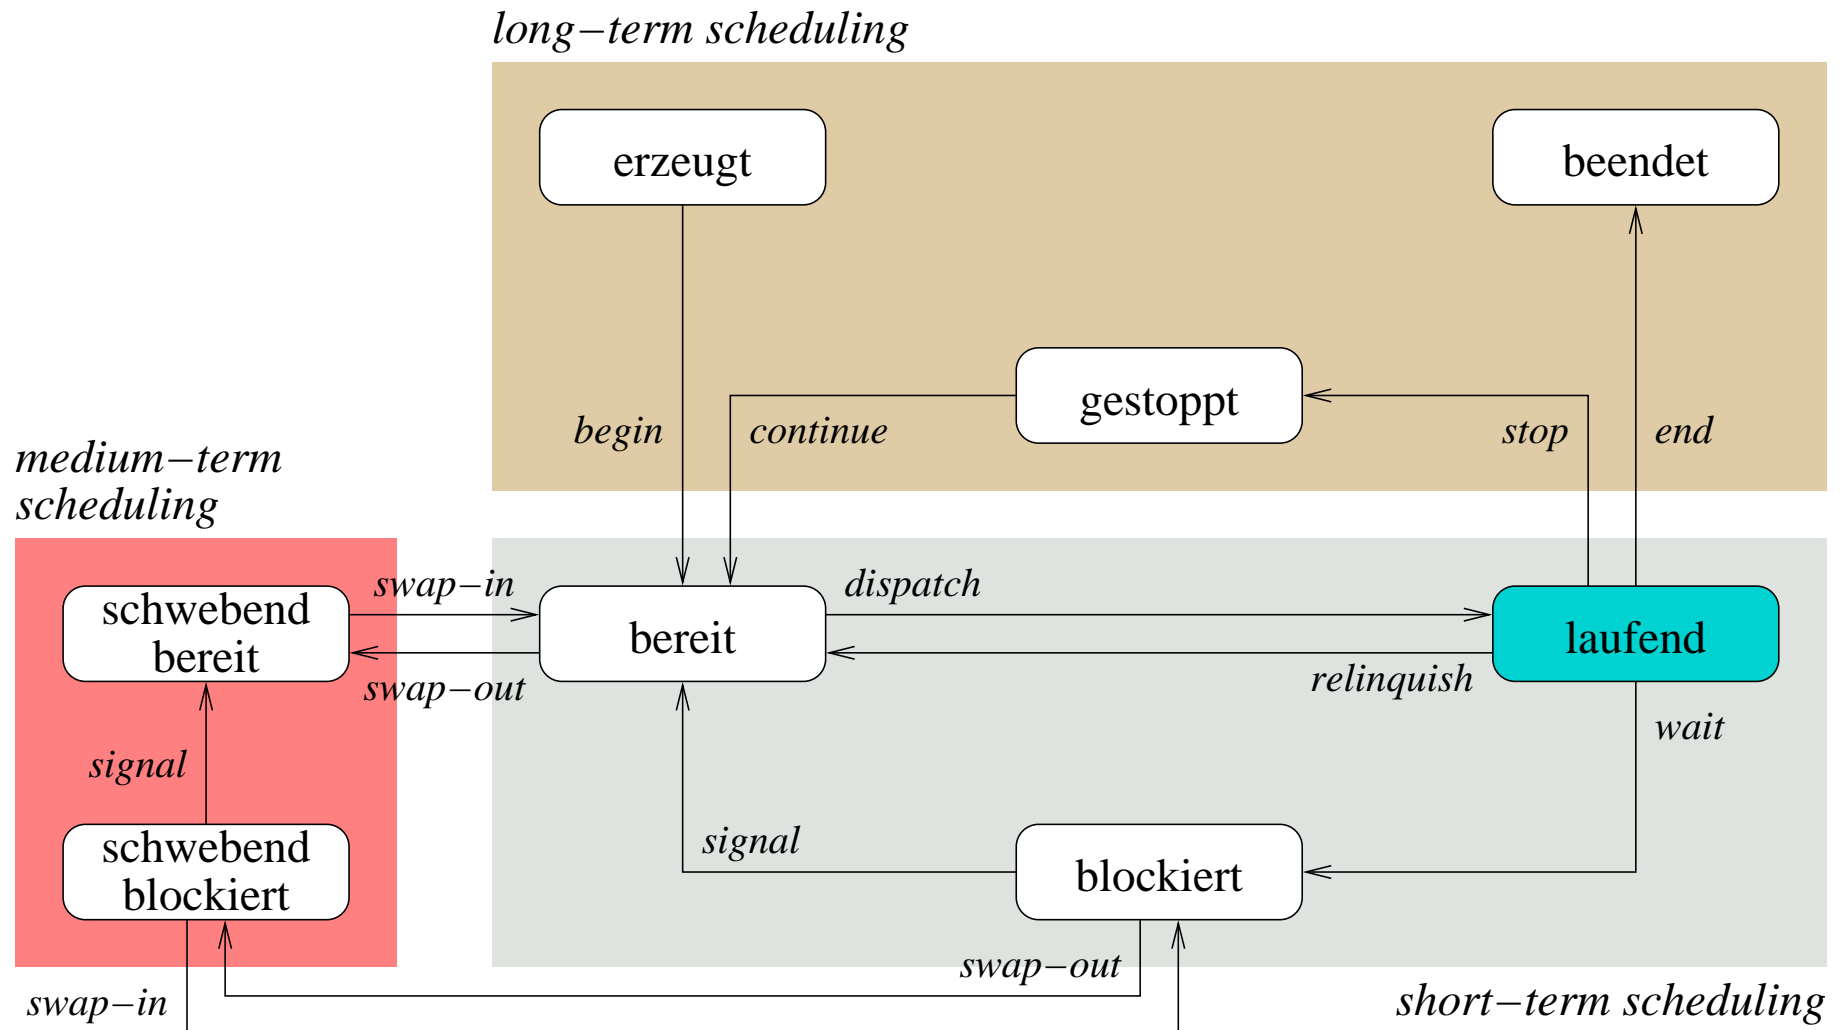 long−term scheduling
erzeugt
beendet
gestoppt
begin
continue
stop
end
medium−term
scheduling
schwebend
bereit
swap−in
swap−out
bereit
dispatch
relinquish
laufend
wait
signal
signal
schwebend
blockiert
blockiert
swap−out
swap−in
short−term scheduling